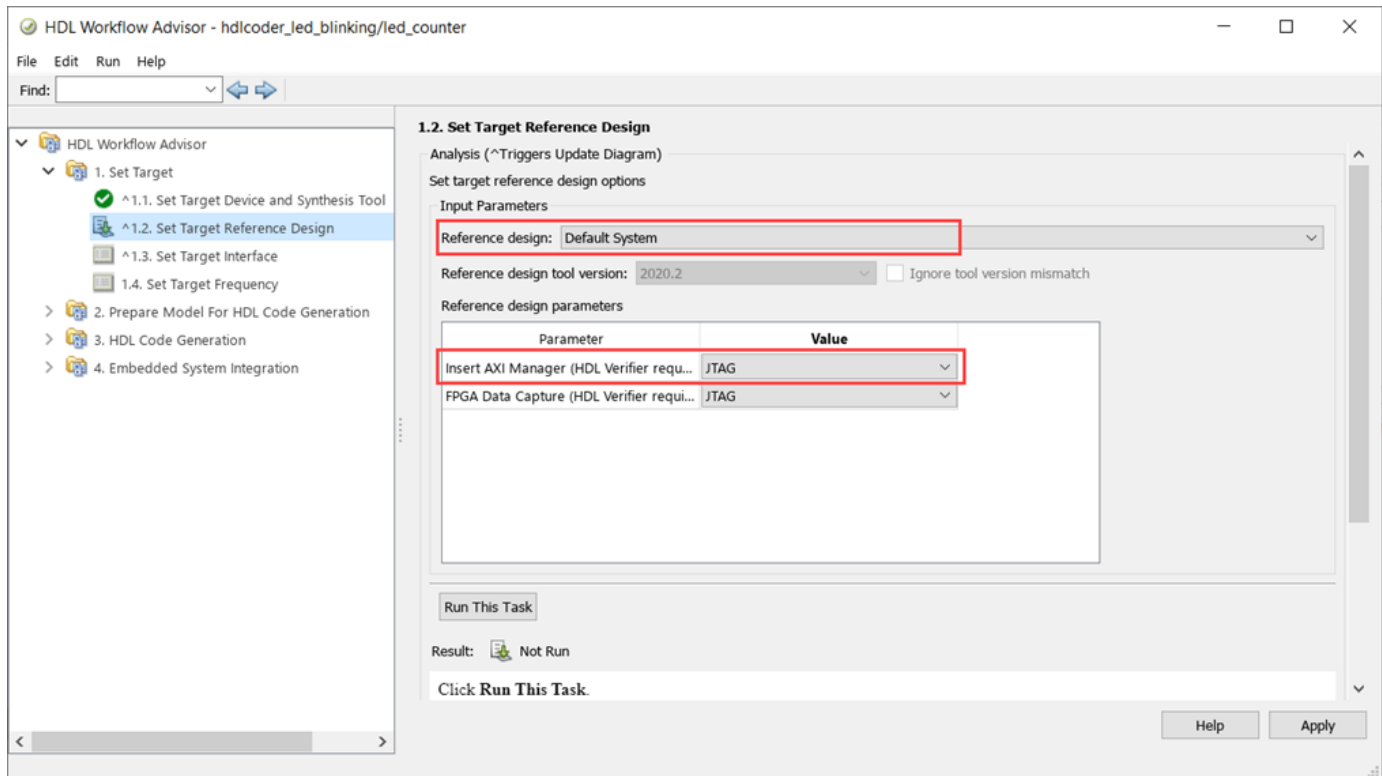 HDL Workflow Advisor - hdlcoder_led_blinking/led_counter
File Edit Run Help
Find:
HDL Workflow Advisor
1. Set Target
^1.1. Set Target Device and Synthesis Tool
^1.2. Set Target Reference Design
^1.3. Set Target Interface
1.4. Set Target Frequency
2. Prepare Model For HDL Code Generation
3. HDL Code Generation
4. Embedded System Integration
1.2. Set Target Reference Design
Analysis (^Triggers Update Diagram)
Set target reference design options
Input Parameters
Reference design: Default System
Reference design tool version: 2020.2 Ignore tool version mismatch
Reference design parameters
Parameter Value
Insert AXI Manager (HDL Verifier requ... JTAG
FPGA Data Capture (HDL Verifier requi... JTAG
Run This Task
Result: Not Run
Click Run This Task.
Help Apply